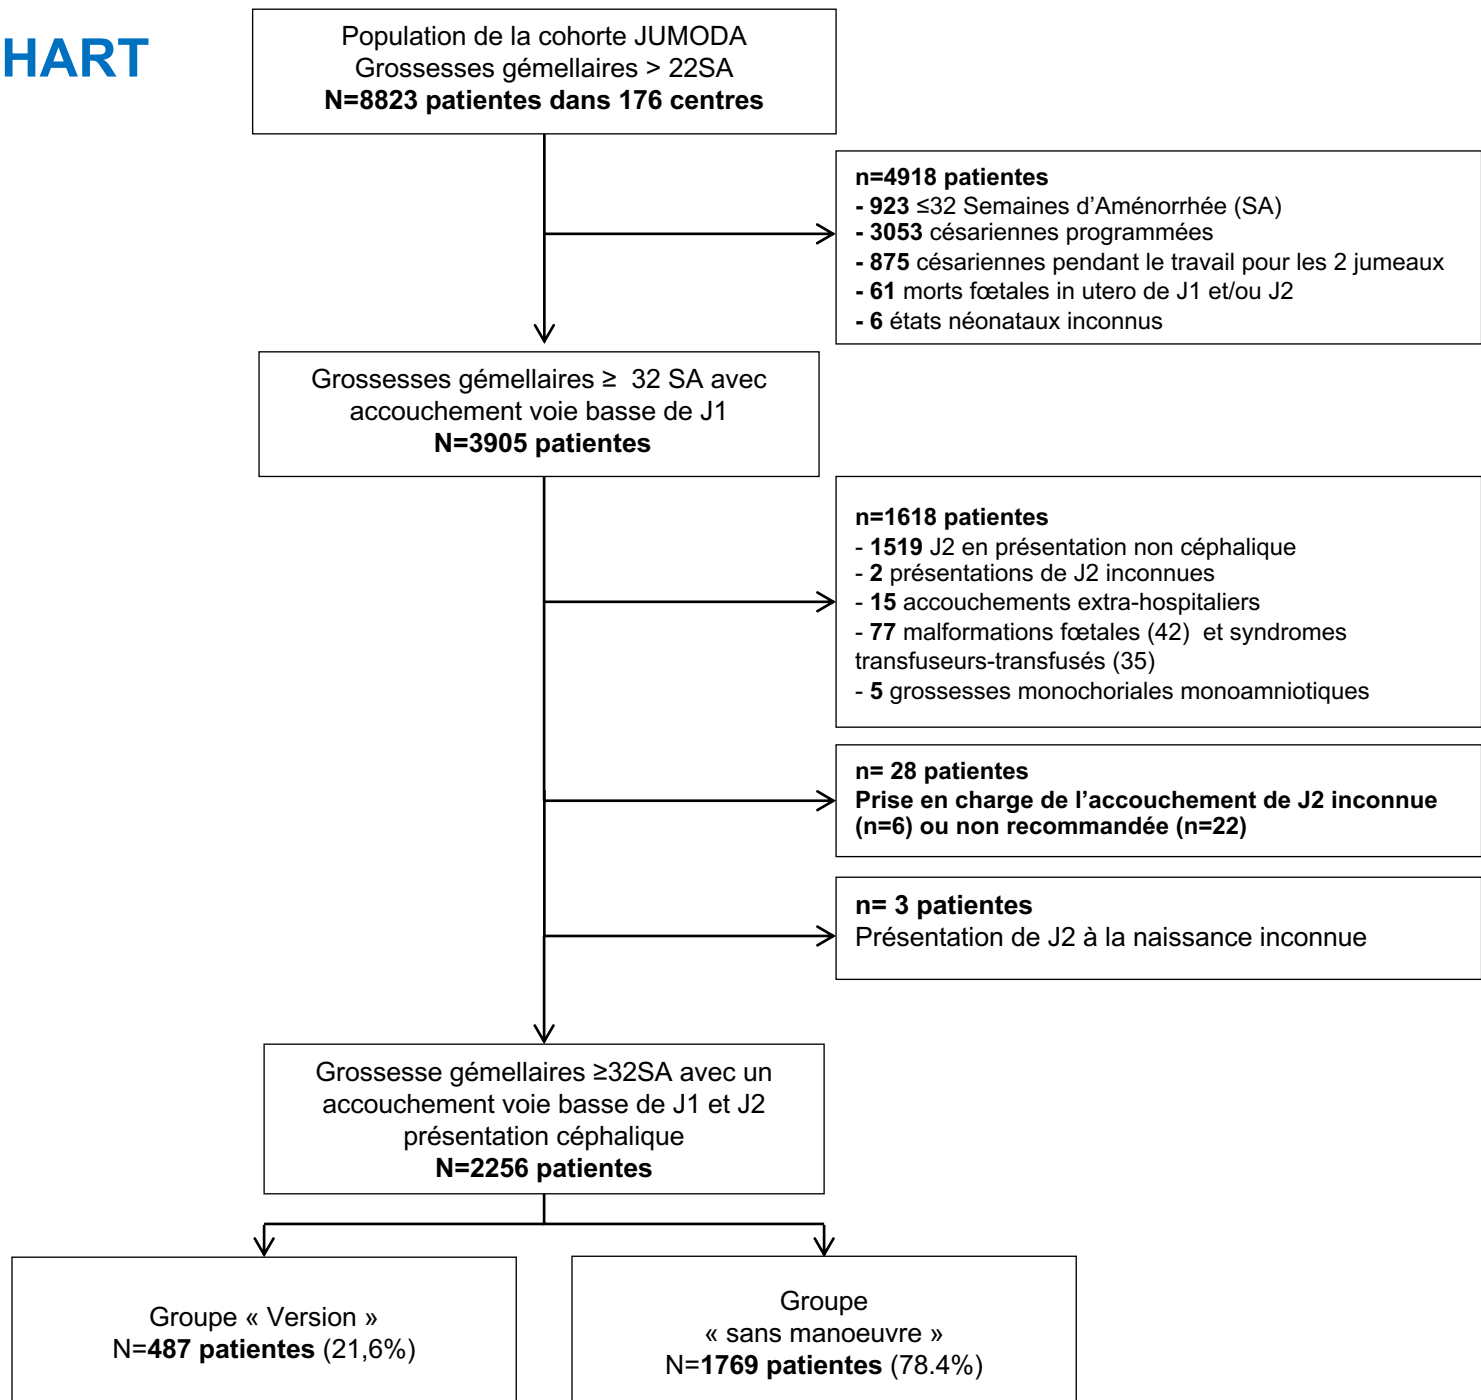 HART
Population de la cohorte JUMODA
Grossesses gémellaires > 22SA
N=8823 patientes dans 176 centres
n=4918 patientes
- 923 ≤32 Semaines d’Aménorrhée (SA)
- 3053 césariennes programmées
- 875 césariennes pendant le travail pour les 2 jumeaux
- 61 morts fœtales in utero de J1 et/ou J2
- 6 états néonataux inconnus
Grossesses gémellaires ≥ 32 SA avec
accouchement voie basse de J1
N=3905 patientes
n=1618 patientes
- 1519 J2 en présentation non céphalique
- 2 présentations de J2 inconnues
- 15 accouchements extra-hospitaliers
- 77 malformations fœtales (42) et syndromes
transfuseurs-transfusés (35)
- 5 grossesses monochoriales monoamniotiques
n= 28 patientes
Prise en charge de l’accouchement de J2 inconnue
(n=6) ou non recommandée (n=22)
n= 3 patientes
Présentation de J2 à la naissance inconnue
Grossesse gémellaires ≥32SA avec un
accouchement voie basse de J1 et J2
présentation céphalique
N=2256 patientes
Groupe « Version »
N=487 patientes (21,6%)
Groupe
« sans manoeuvre »
N=1769 patientes (78.4%)